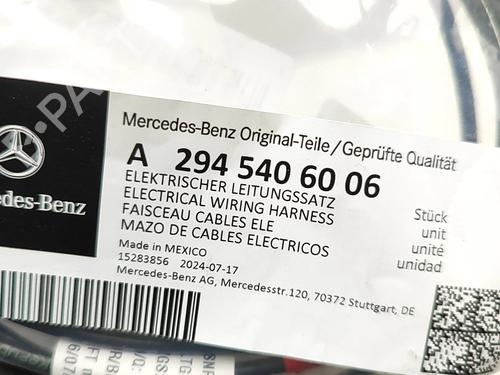 Mercedes-Benz Original-Teile/Geprüfte Qualität
A 294 540 60 06
ELEKTRISCHER LEITUNGSSATZ
ELECTRICAL WIRING HARNESS
FAISCEAU CABLES ELE
MAZO DE CABLES ELECTRICOS
Stück
unit
unité
unidad
Made in MEXICO
15283856 2024-07-17
Mercedes-Benz AG, Mercedesstr.120, 70372 Stuttgart, DE
edes-Benz